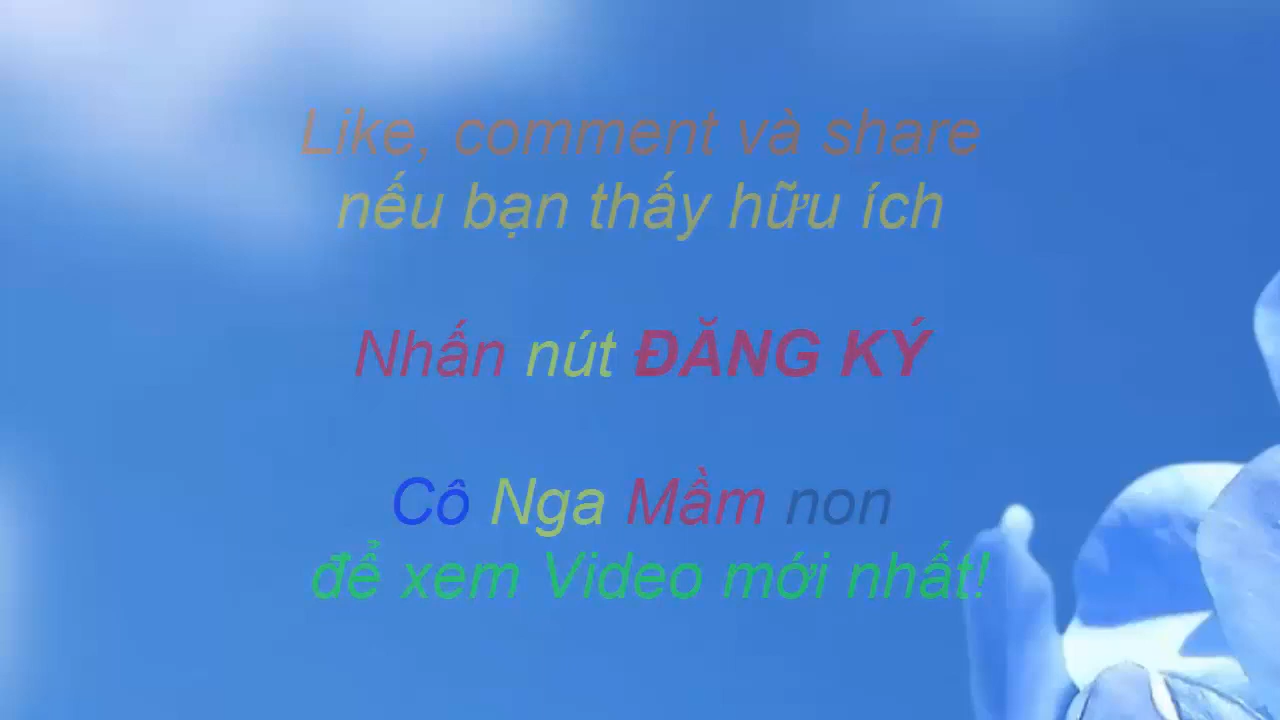 Like, comment và share
nếu bạn thấy hữu ích
Nhấn nút ĐĂNG KÝ
Cô Nga Mầm non
để xem Video mới nhất!